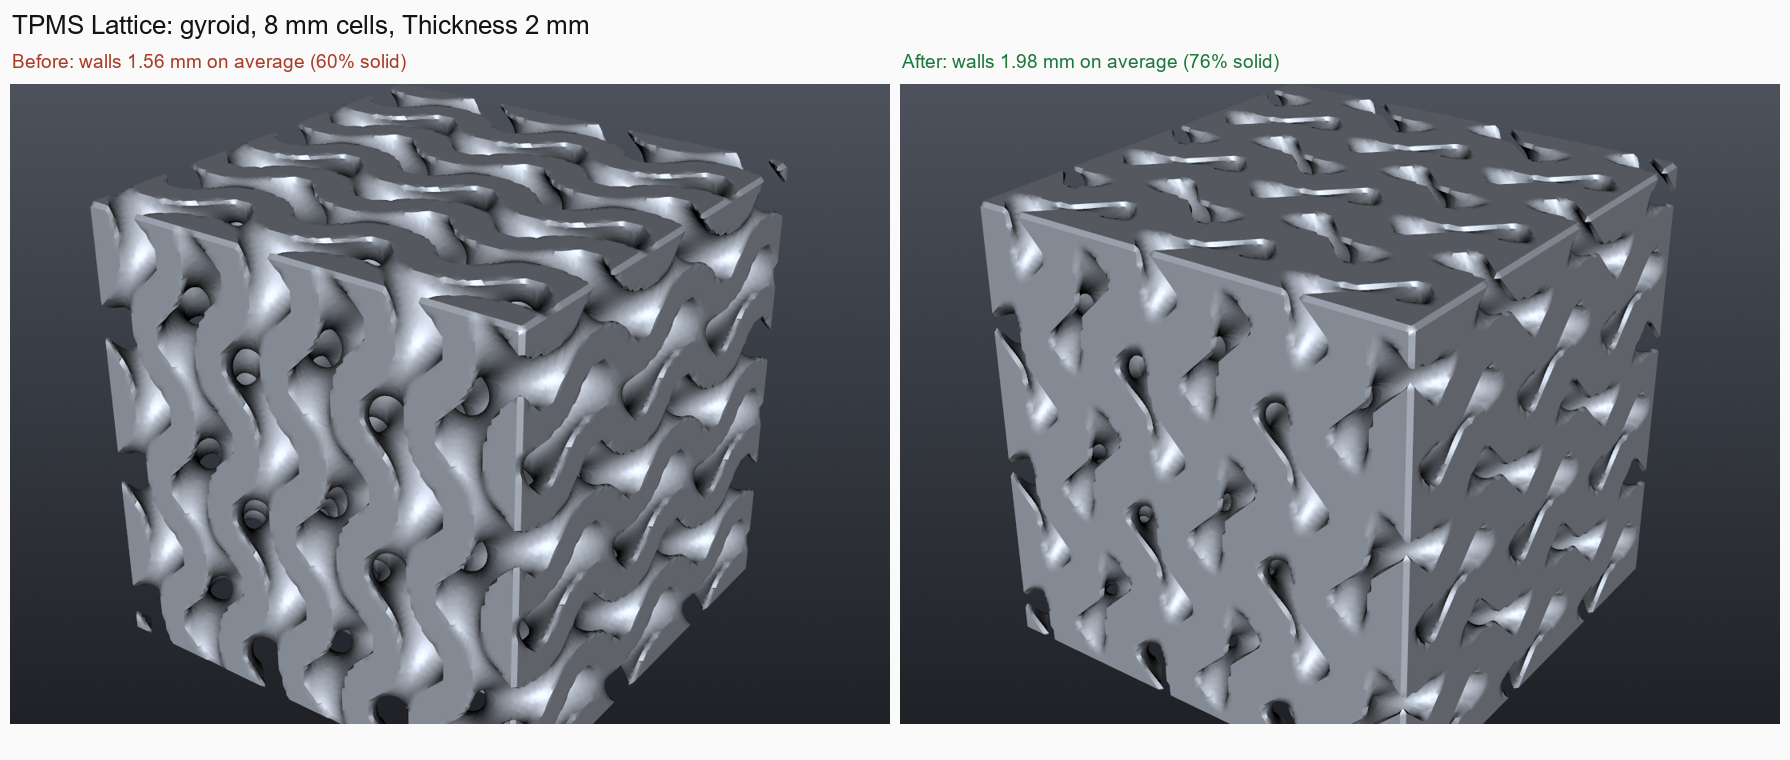 TPMS Lattice: gyroid, 8 mm cells, Thickness 2 mm
Before: walls 1.56 mm on average (60% solid)
After: walls 1.98 mm on average (76% solid)